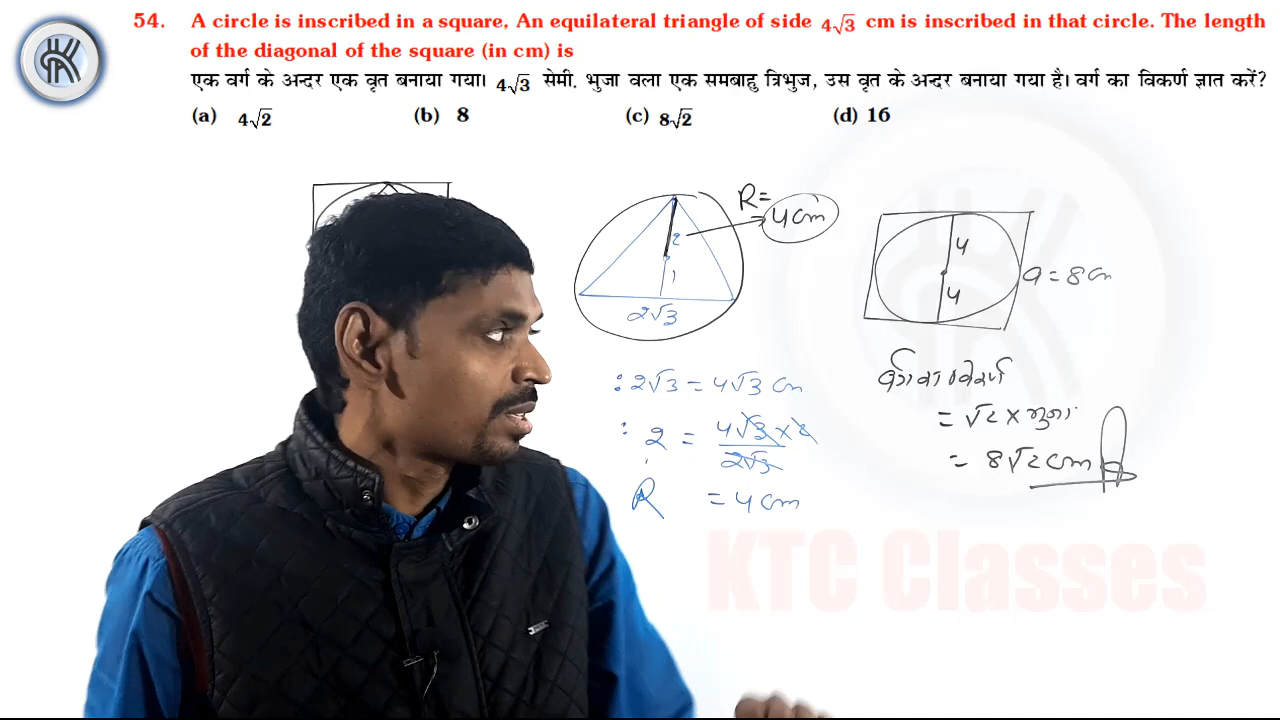 54. A circle is inscribed in a square, An equilateral triangle of side 4√3 cm is inscribed in that circle. The length
of the diagonal of the square (in cm) is
एक वर्ग के अन्दर एक वृत बनाया गया। 4√3 सेमी. भुजा वला एक समबाहु त्रिभुज, उस वृत के अन्दर बनाया गया है। वर्ग का विकर्ण ज्ञात करें?
(a) 4√2 (b) 8 (c) 8√2 (d) 16
R=
4cm
2
1
2√3
4
4
a = 8cm
: 2√3 = 4√3 cm
: 2 = 4√3 × 2
2√3
R = 4cm
वर्ग का विकर्ण
= √2 × भुजा
= 8√2 cm
KTC Classes